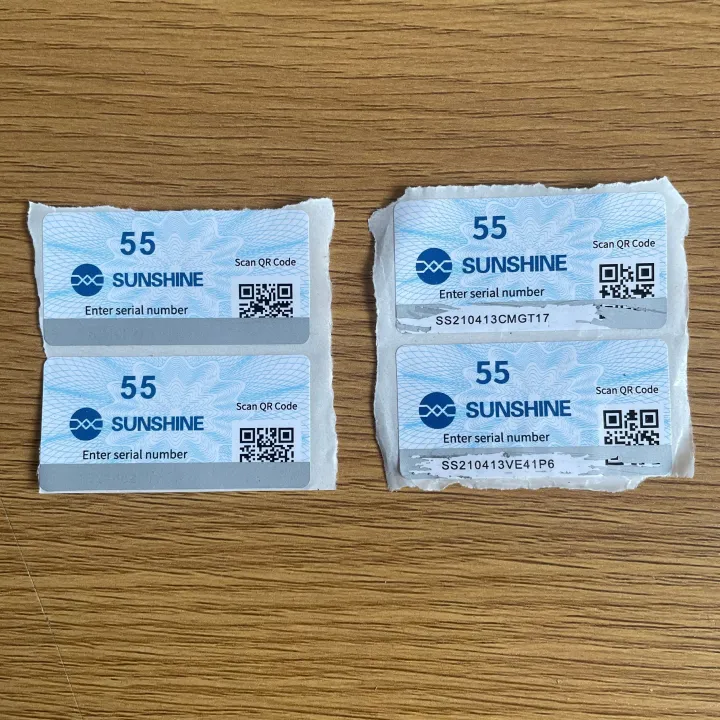 55
SUNSHINE
Scan QR Code
Enter serial number
55
SUNSHINE
Scan QR Code
Enter serial number
55
SUNSHINE
Scan QR Code
Enter serial number
SS210413CMGT17
55
SUNSHINE
Scan QR Code
Enter serial number
SS210413VE41P6